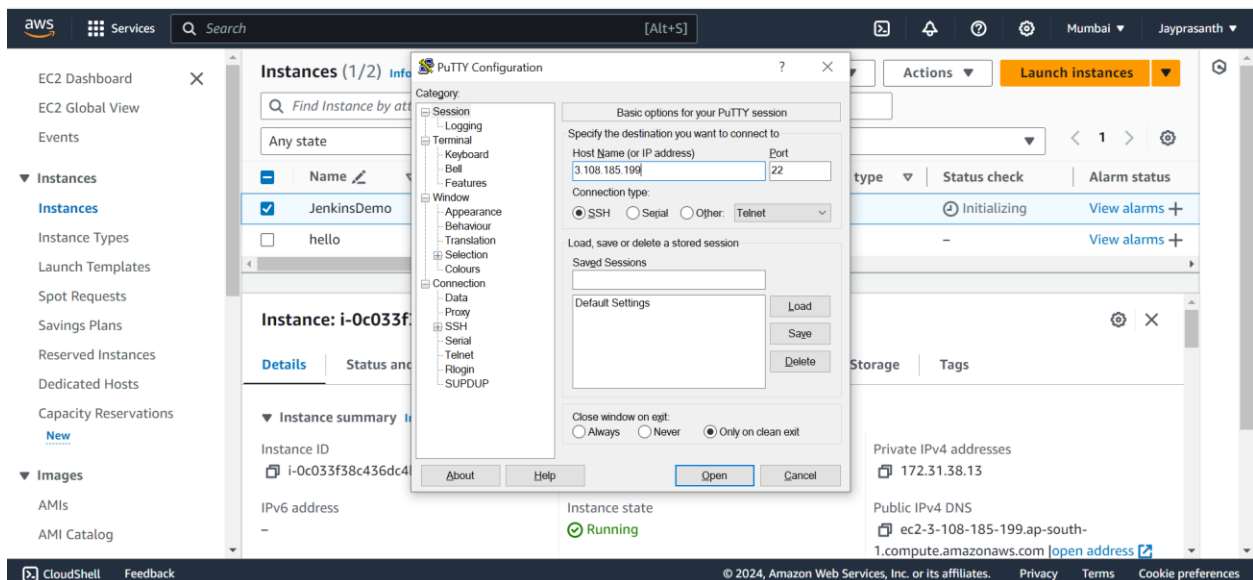 aws Services Search [Alt+S] Mumbai ▼ Jayprasanth ▼
EC2 Dashboard
EC2 Global View
Events
▼ Instances
Instances
Instance Types
Launch Templates
Spot Requests
Savings Plans
Reserved Instances
Dedicated Hosts
Capacity Reservations
New
▼ Images
AMIs
AMI Catalog
Instances (1/2) Info
Actions ▼ Launch instances ▼
Find Instance by att
Any state ▼ < 1 >
Name type Status check Alarm status
JenkinsDemo Initializing View alarms +
hello – View alarms +
PuTTY Configuration ? ×
Category:
Session
Logging
Terminal
Keyboard
Bell
Features
Window
Appearance
Behaviour
Translation
Selection
Colours
Connection
Data
Proxy
SSH
Serial
Telnet
Rlogin
SUPDUP
Basic options for your PuTTY session
Specify the destination you want to connect to
Host Name (or IP address) Port
3.108.185.199 22
Connection type:
SSH Serial Other: Telnet
Load, save or delete a stored session
Saved Sessions
Default Settings
Load
Save
Delete
Close window on exit:
Always Never Only on clean exit
About Help Open Cancel
Instance: i-0c033f
Details Status and Storage Tags
▼ Instance summary
Instance ID
i-0c033f38c436dc4
IPv6 address
–
Instance state
Running
Private IPv4 addresses
172.31.38.13
Public IPv4 DNS
ec2-3-108-185-199.ap-south-
1.compute.amazonaws.com |open address
CloudShell Feedback © 2024, Amazon Web Services, Inc. or its affiliates. Privacy Terms Cookie preferences